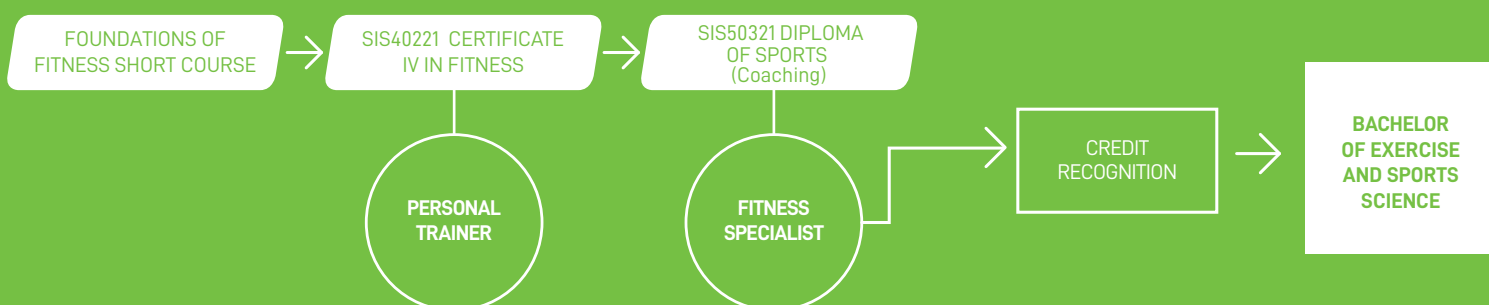 FOUNDATIONS OF
FITNESS SHORT COURSE
SIS40221 CERTIFICATE
IV IN FITNESS
SIS50321 DIPLOMA
OF SPORTS
(Coaching)
PERSONAL
TRAINER
FITNESS
SPECIALIST
CREDIT
RECOGNITION
BACHELOR
OF EXERCISE
AND SPORTS
SCIENCE